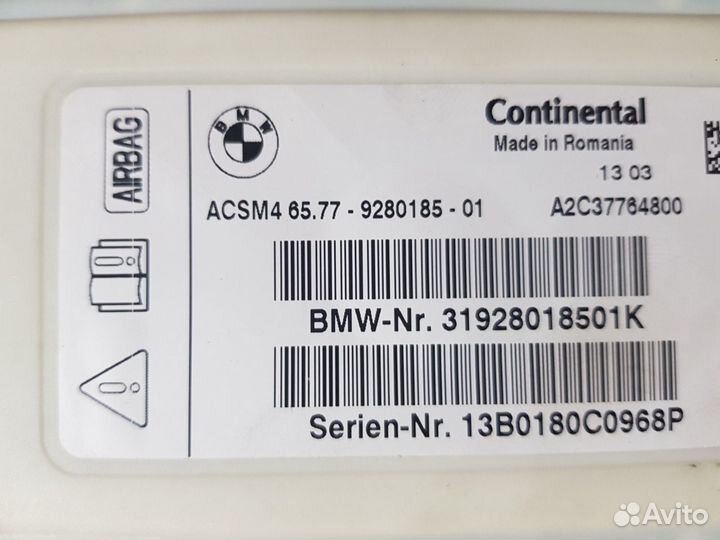 AIRBAG
BMW
Continental
Made in Romania
13 03
ACSM4 65.77 - 9280185 - 01 A2C37764800
BMW-Nr. 31928018501K
Serien-Nr. 13B0180C0968P
Avito